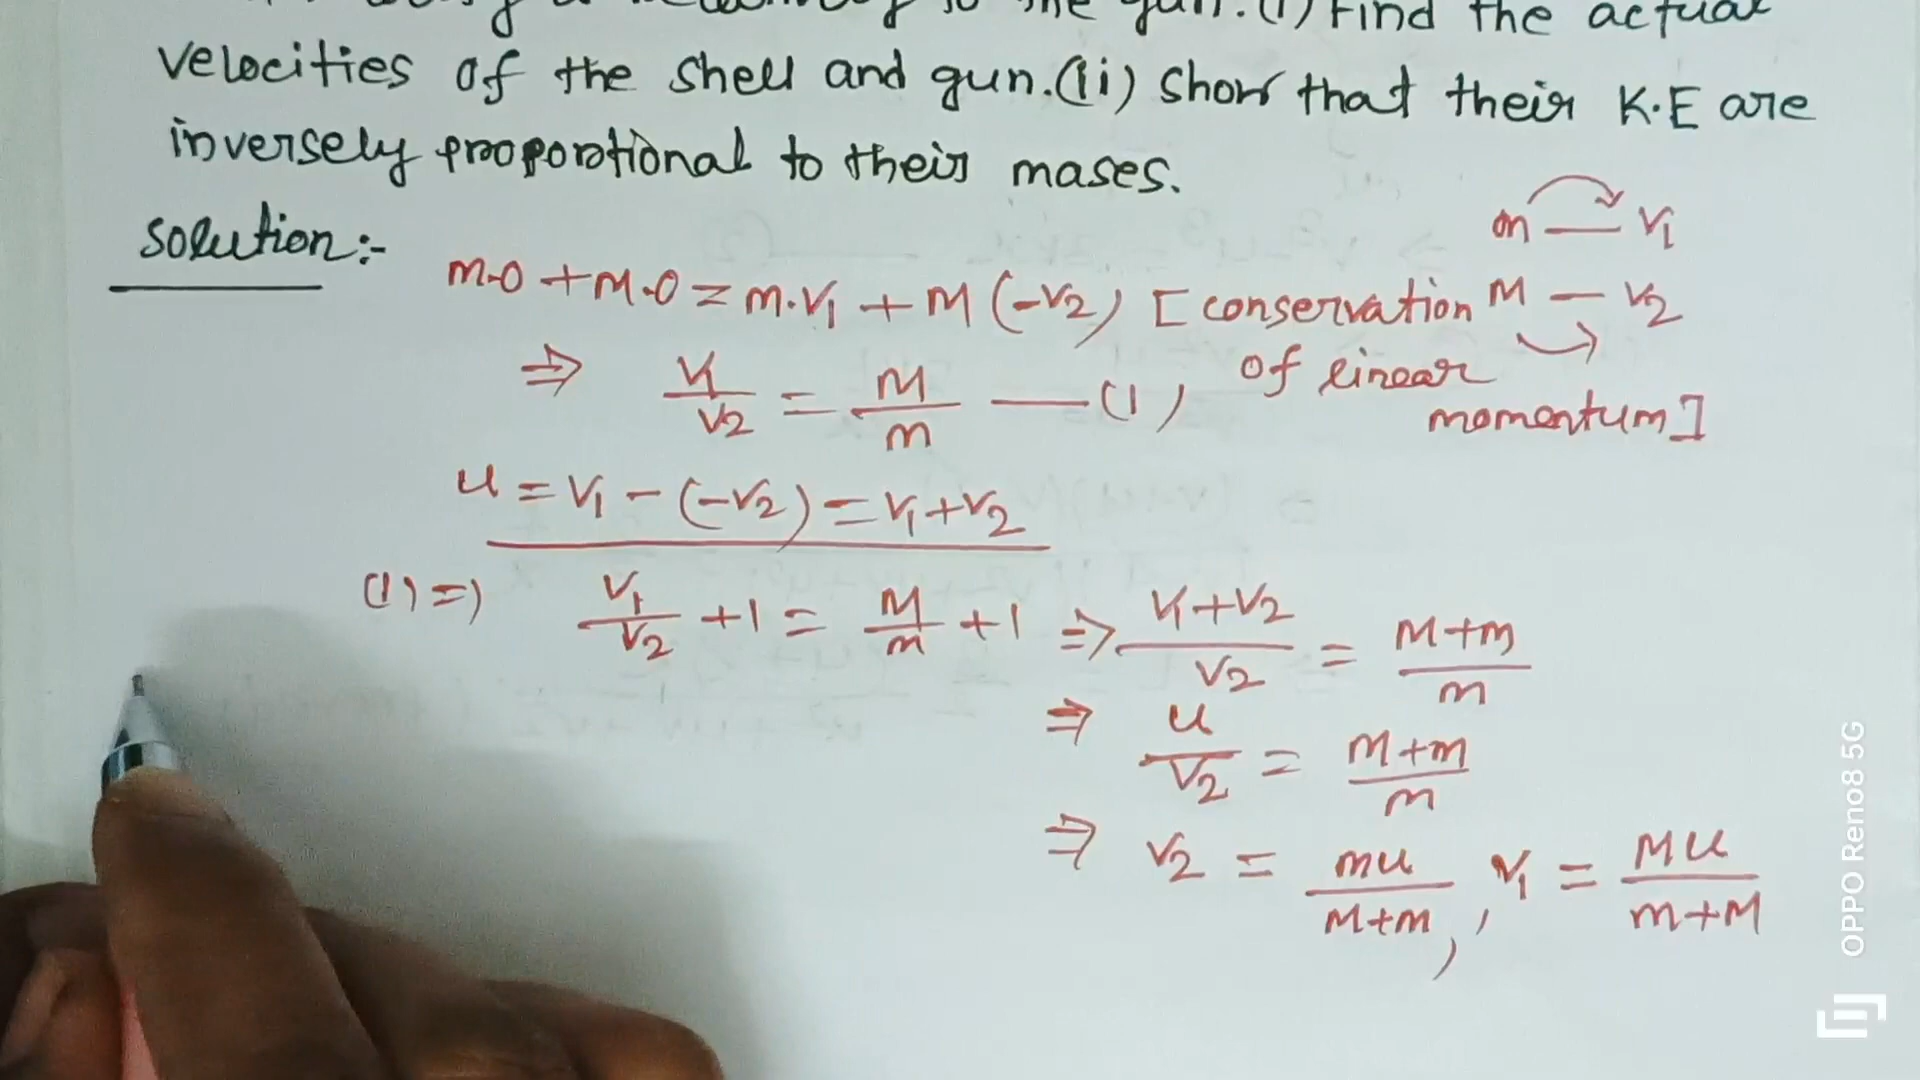 the gun. (i) Find the actual
velocities of the shell and gun.(ii) Show that their K.E are
inversely proportional to their mases.
Solution:-
m — v₁
m.0 + M.0 = m.v₁ + M (-v₂) [conservation
M — v₂
of linear
momentum]
⇒ v₁/v₂ = M/m —(1)
u = v₁ - (-v₂) = v₁+v₂
(1) => v₁/v₂ +1 = M/m +1 ⇒ v₁+v₂/v₂ = M+m/m
⇒ u/v₂ = M+m/m
⇒ v₂ = mu/M+m, , v₁ = Mu/m+M
OPPO Reno8 5G